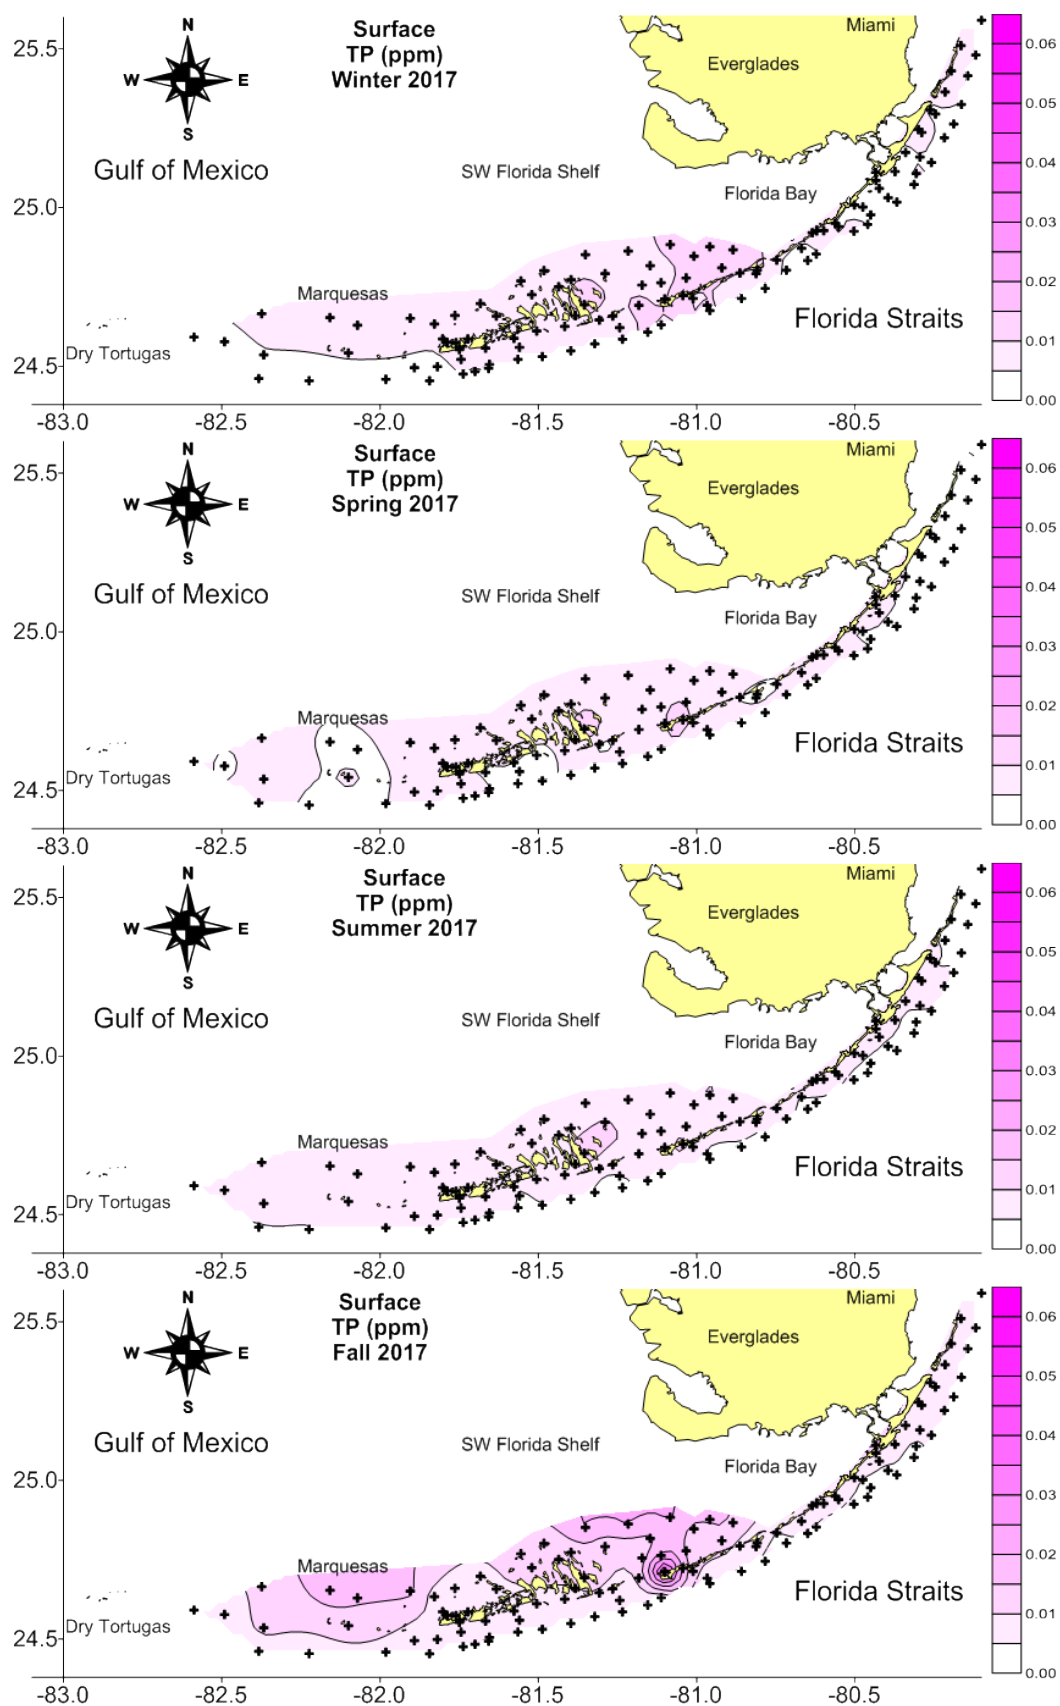 Surface
TP (ppm)
Winter 2017
N
W E
S
Gulf of Mexico
SW Florida Shelf
Miami
Everglades
Florida Bay
Marquesas
Dry Tortugas
Florida Straits
25.5
25.0
24.5
-83.0 -82.5 -82.0 -81.5 -81.0 -80.5
0.06
0.05
0.04
0.03
0.02
0.01
0.00
Surface
TP (ppm)
Spring 2017
N
W E
S
Gulf of Mexico
SW Florida Shelf
Miami
Everglades
Florida Bay
Marquesas
Dry Tortugas
Florida Straits
25.5
25.0
24.5
-83.0 -82.5 -82.0 -81.5 -81.0 -80.5
0.06
0.05
0.04
0.03
0.02
0.01
0.00
Surface
TP (ppm)
Summer 2017
N
W E
S
Gulf of Mexico
SW Florida Shelf
Miami
Everglades
Florida Bay
Marquesas
Dry Tortugas
Florida Straits
25.5
25.0
24.5
-83.0 -82.5 -82.0 -81.5 -81.0 -80.5
0.06
0.05
0.04
0.03
0.02
0.01
0.00
Surface
TP (ppm)
Fall 2017
N
W E
S
Gulf of Mexico
SW Florida Shelf
Miami
Everglades
Florida Bay
Marquesas
Dry Tortugas
Florida Straits
25.5
25.0
24.5
-83.0 -82.5 -82.0 -81.5 -81.0 -80.5
0.06
0.05
0.04
0.03
0.02
0.01
0.00